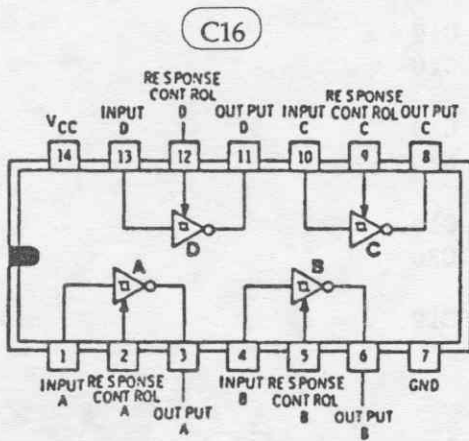 C16
VCC
INPUT
D
RESPONSE
CONTROL
D
OUTPUT
D
INPUT
C
RESPONSE
CONTROL
C
OUTPUT
C
14
13
12
11
10
9
8
D
C
A
B
1
2
3
4
5
6
7
INPUT
A
RESPONSE
CONTROL
A
OUTPUT
A
INPUT
B
RESPONSE
CONTROL
B
OUTPUT
B
GND